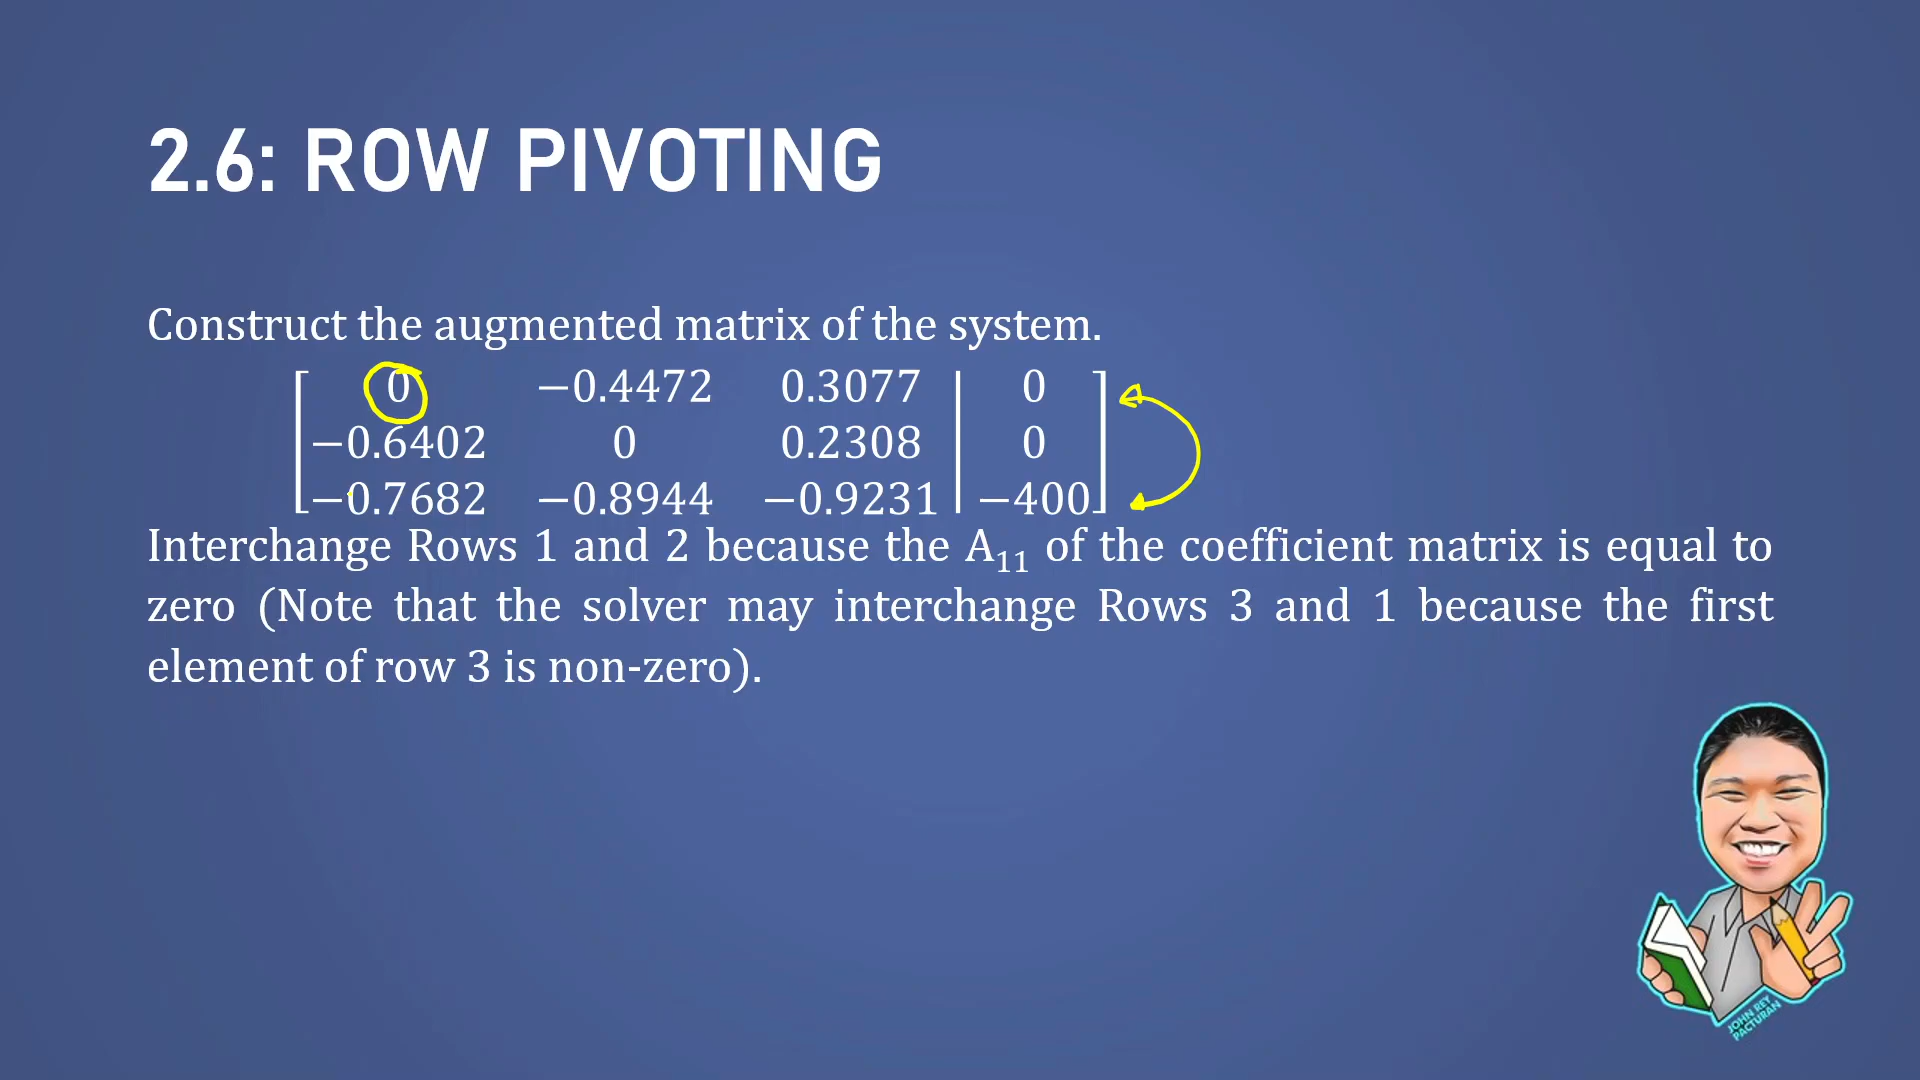 2.6: ROW PIVOTING
Construct the augmented matrix of the system.
0 −0.4472 0.3077 | 0
−0.6402 0 0.2308 | 0
−0.7682 −0.8944 −0.9231 | −400
Interchange Rows 1 and 2 because the A₁₁ of the coefficient matrix is equal to
zero (Note that the solver may interchange Rows 3 and 1 because the first
element of row 3 is non-zero).
JOHN REY
PACTURAN